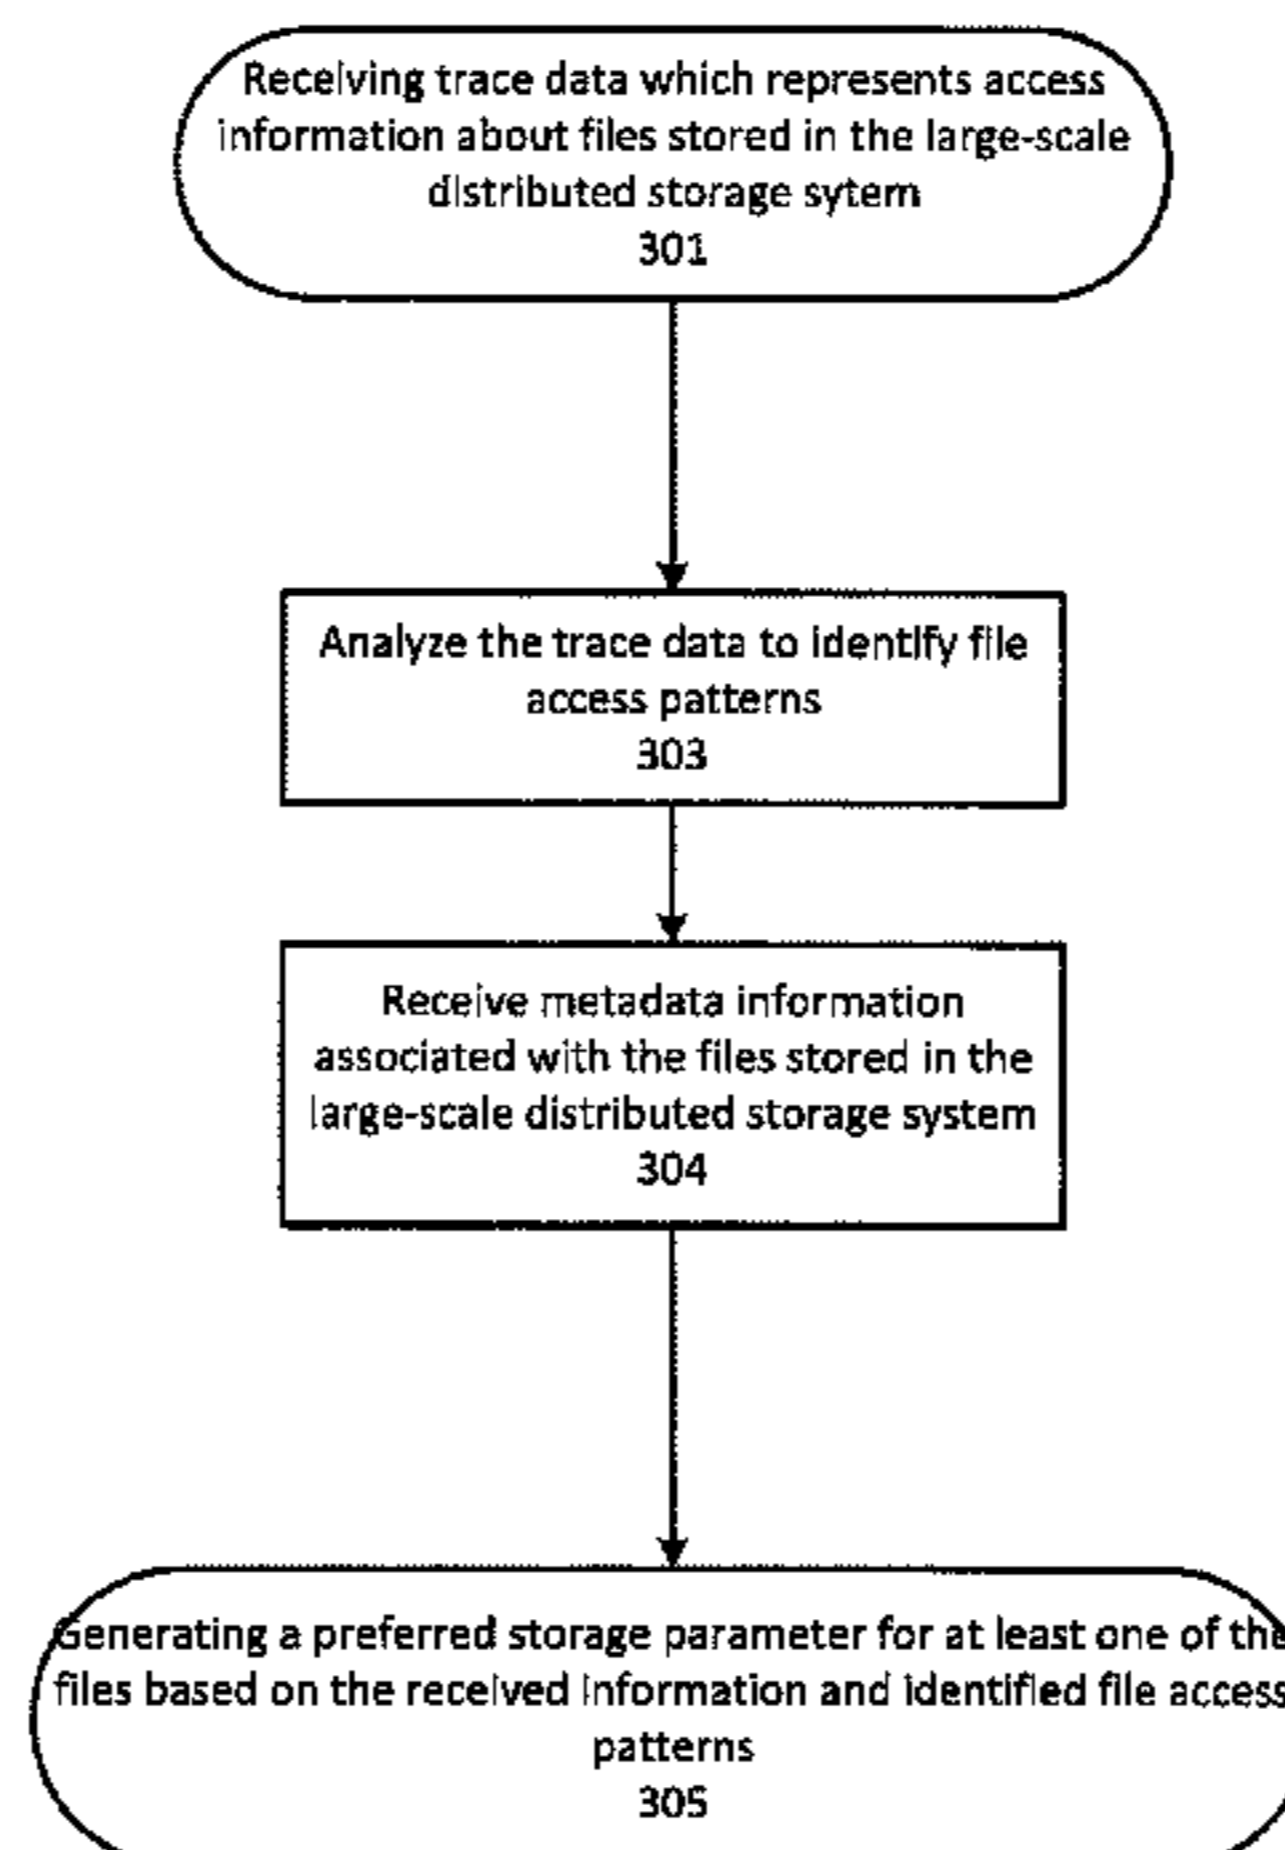 Receiving trace data which represents access
information about files stored in the large-scale
distributed storage sytem
301
Analyze the trace data to identify file
access patterns
303
Receive metadata information
associated with the files stored in the
large-scale distributed storage system
304
Generating a preferred storage parameter for at least one of the
files based on the received information and identified file access
patterns
305